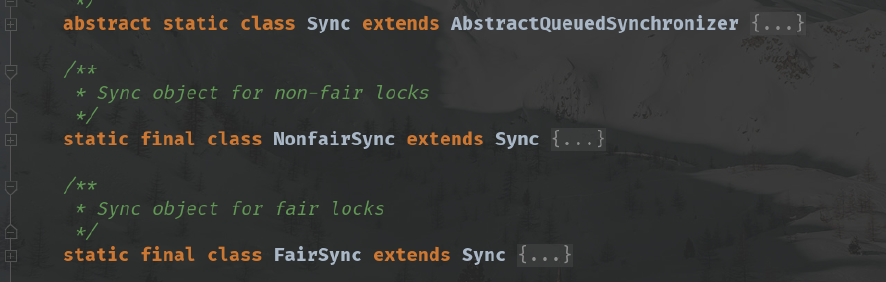 */
abstract static class Sync extends AbstractQueuedSynchronizer {...}
/**
* Sync object for non-fair locks
*/
static final class NonfairSync extends Sync {...}
/**
* Sync object for fair locks
*/
static final class FairSync extends Sync {...}